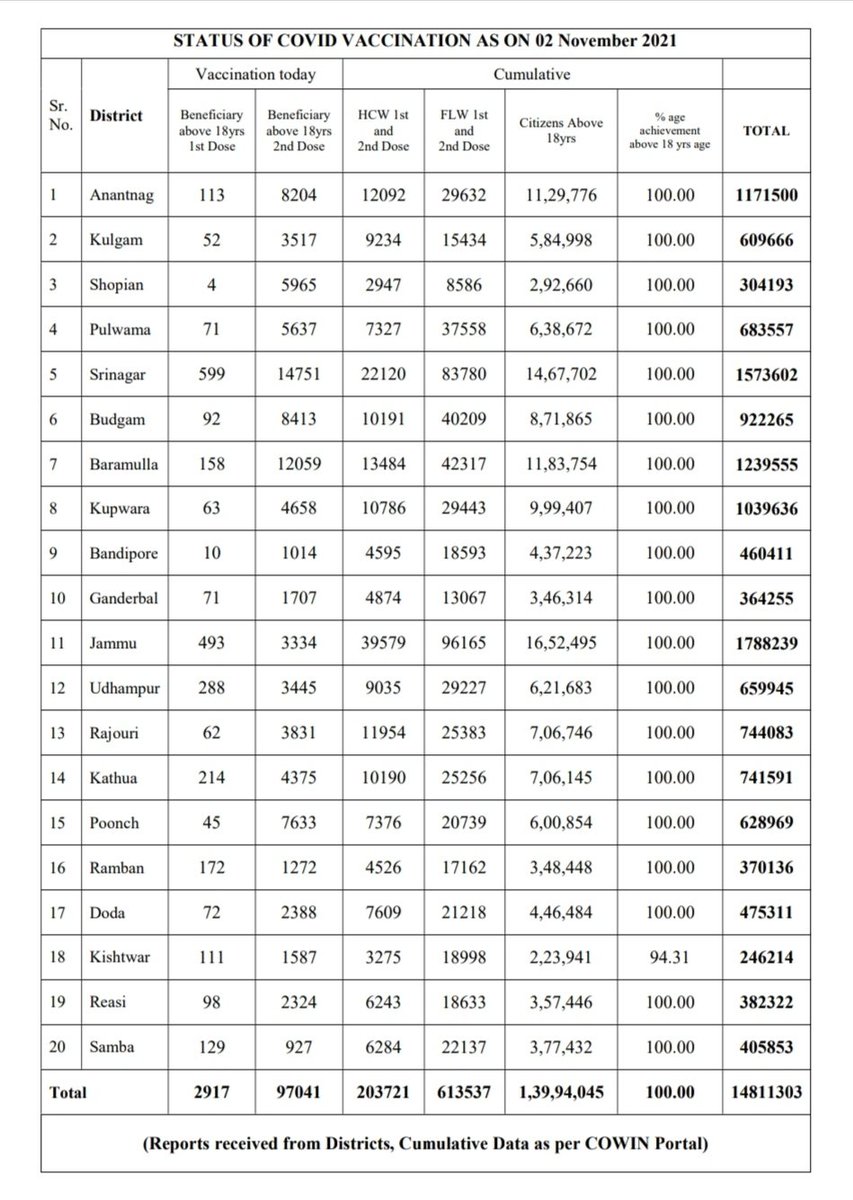 STATUS OF COVID VACCINATION AS ON 02 November 2021
Sr. No. District Vaccination today Cumulative
Beneficiary above 18yrs 1st Dose Beneficiary above 18yrs 2nd Dose HCW 1st and 2nd Dose FLW 1st and 2nd Dose Citizens Above 18yrs % age achievement above 18 yrs age TOTAL
1 Anantnag 113 8204 12092 29632 11,29,776 100.00 1171500
2 Kulgam 52 3517 9234 15434 5,84,998 100.00 609666
3 Shopian 4 5965 2947 8586 2,92,660 100.00 304193
4 Pulwama 71 5637 7327 37558 6,38,672 100.00 683557
5 Srinagar 599 14751 22120 83780 14,67,702 100.00 1573602
6 Budgam 92 8413 10191 40209 8,71,865 100.00 922265
7 Baramulla 158 12059 13484 42317 11,83,754 100.00 1239555
8 Kupwara 63 4658 10786 29443 9,99,407 100.00 1039636
9 Bandipore 10 1014 4595 18593 4,37,223 100.00 460411
10 Ganderbal 71 1707 4874 13067 3,46,314 100.00 364255
11 Jammu 493 3334 39579 96165 16,52,495 100.00 1788239
12 Udhampur 288 3445 9035 29227 6,21,683 100.00 659945
13 Rajouri 62 3831 11954 25383 7,06,746 100.00 744083
14 Kathua 214 4375 10190 25256 7,06,145 100.00 741591
15 Poonch 45 7633 7376 20739 6,00,854 100.00 628969
16 Ramban 172 1272 4526 17162 3,48,448 100.00 370136
17 Doda 72 2388 7609 21218 4,46,484 100.00 475311
18 Kishtwar 111 1587 3275 18998 2,23,941 94.31 246214
19 Reasi 98 2324 6243 18633 3,57,446 100.00 382322
20 Samba 129 927 6284 22137 3,77,432 100.00 405853
Total 2917 97041 203721 613537 1,39,94,045 100.00 14811303
(Reports received from Districts, Cumulative Data as per COWIN Portal)